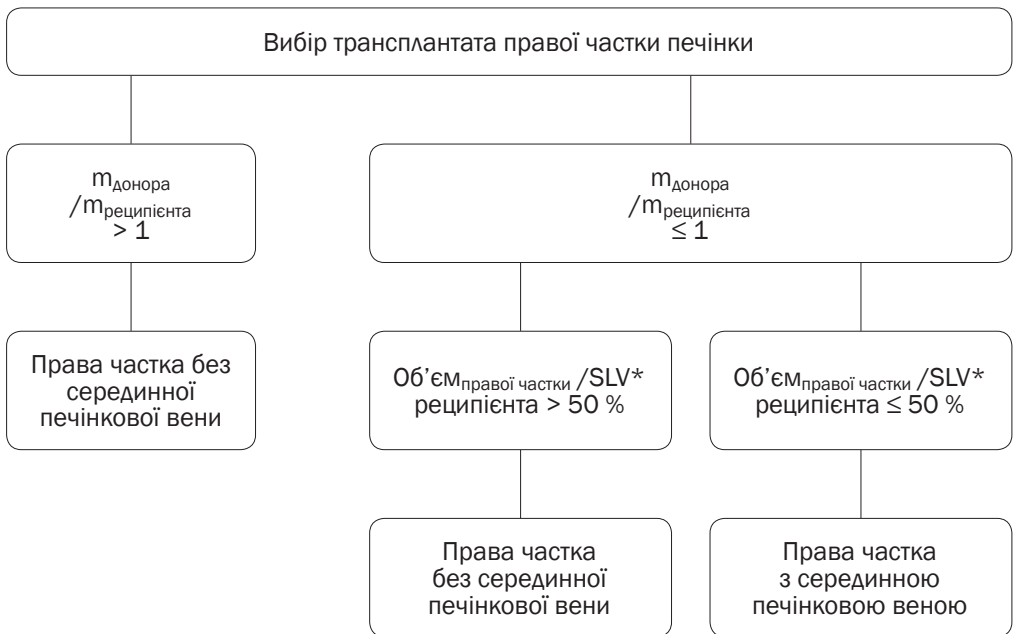 Вибір трансплантата правої частки печінки
mдонора
/mреципієнта
> 1
mдонора
/mреципієнта
≤ 1
Права частка без
серединної
печінкової вени
Об’ємправої частки /SLV*
реципієнта > 50 %
Об’ємправої частки /SLV*
реципієнта ≤ 50 %
Права частка
без серединної
печінкової вени
Права частка
з серединною
печінковою веною